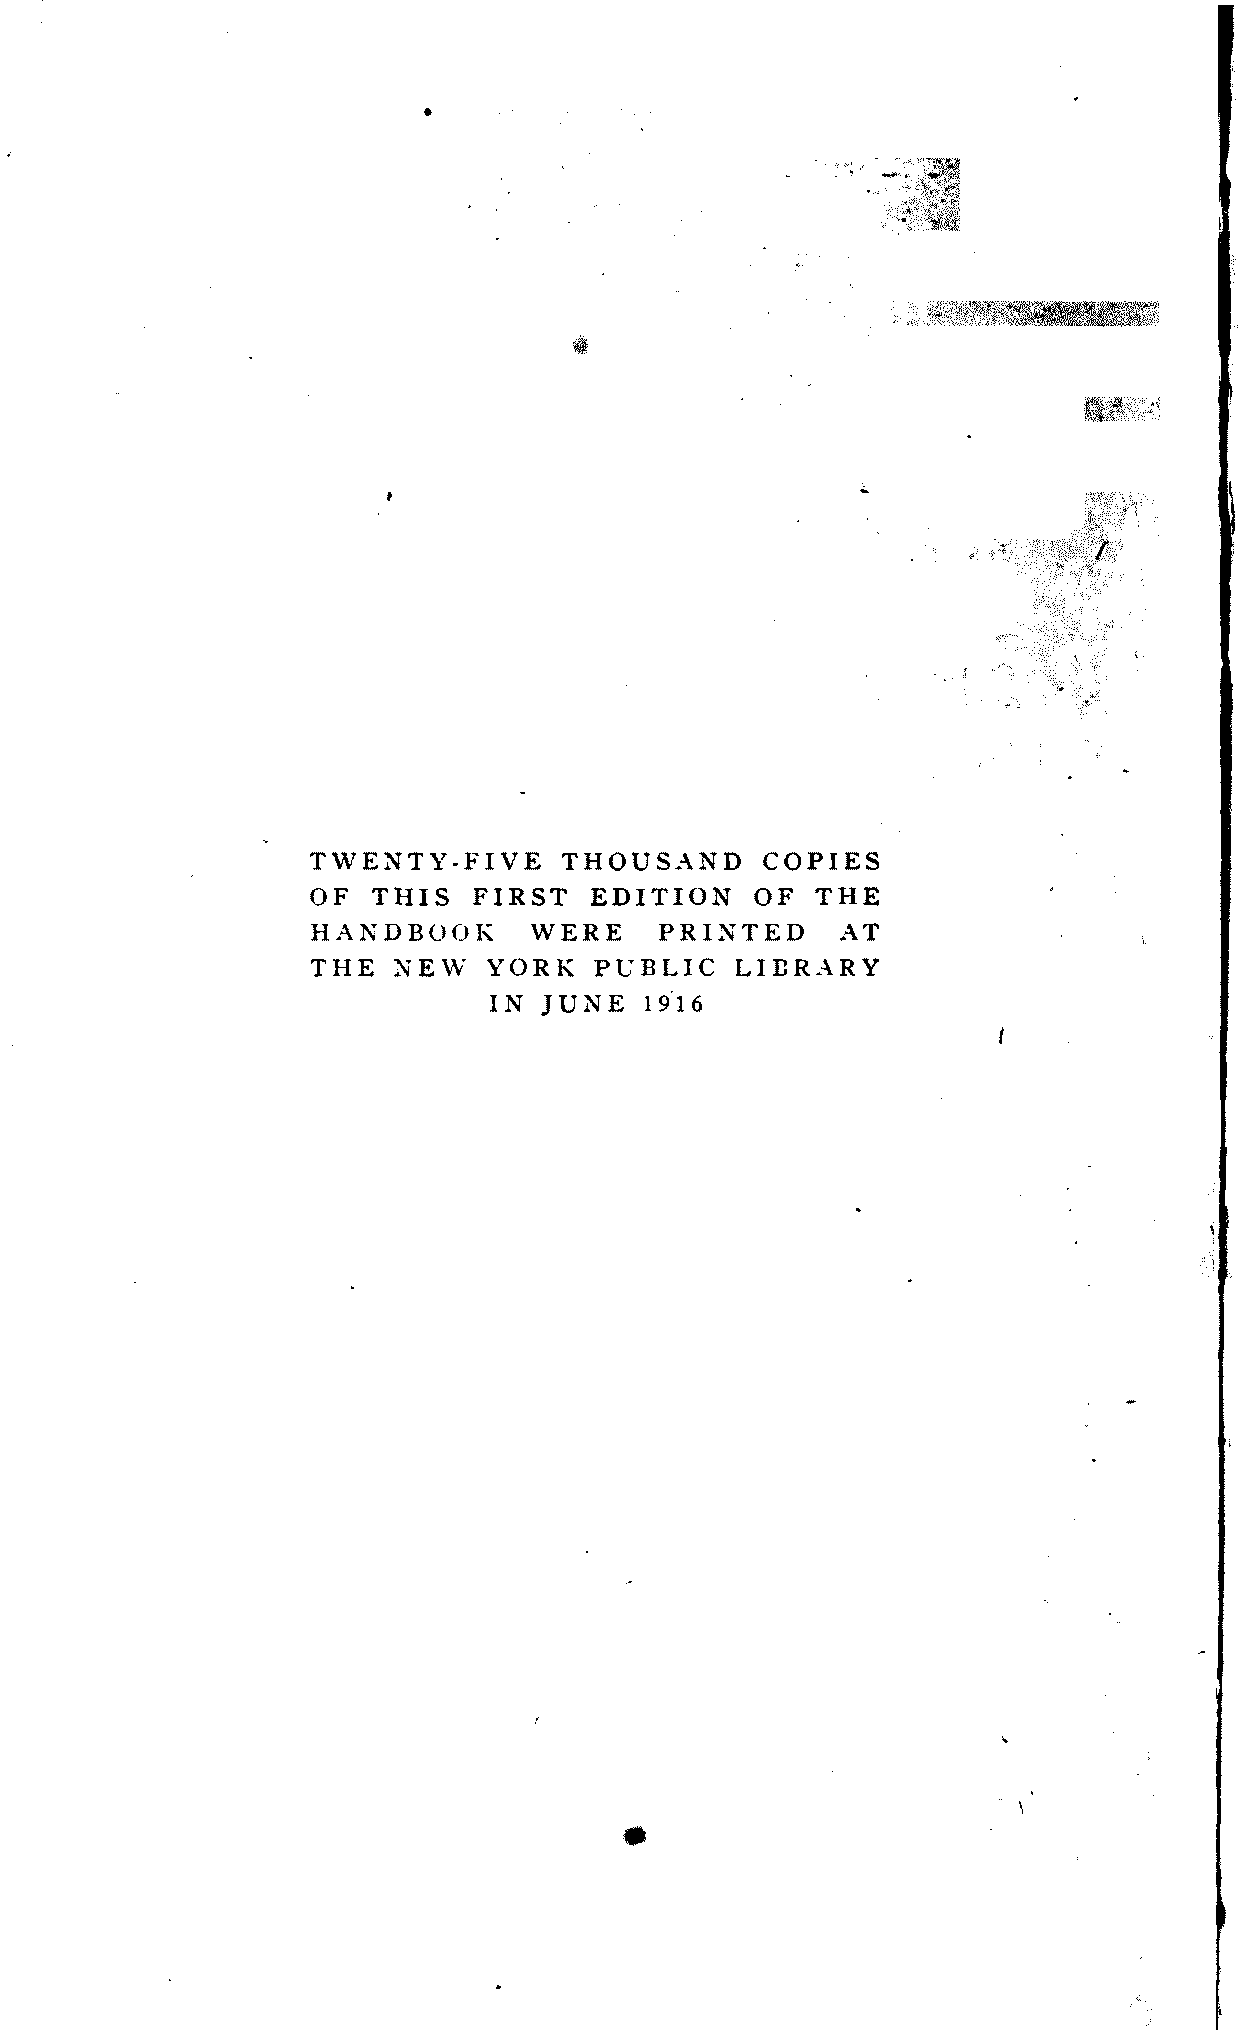 TWENTY-FIVE THOUSAND COPIES
OF THIS FIRST EDITION OF THE
HANDBOOK WERE PRINTED AT
THE NEW YORK PUBLIC LIBRARY
IN JUNE 1916